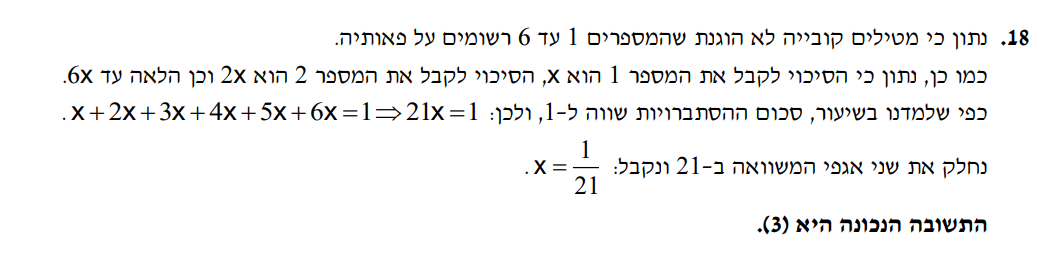 18. נתון כי מטילים קובייה לא הוגנת שהמספרים 1 עד 6 רשומים על פאותיה.
כמו כן, נתון כי הסיכוי לקבל את המספר 1 הוא x, הסיכוי לקבל את המספר 2 הוא 2x וכן הלאה עד 6x.
כפי שלמדנו בשיעור, סכום ההסתברויות שווה ל-1, ולכן: x+2x+3x+4x+5x+6x=1⇒21x=1.
נחלק את שני אגפי המשוואה ב-21 ונקבל: x = 1/21.
התשובה הנכונה היא (3).